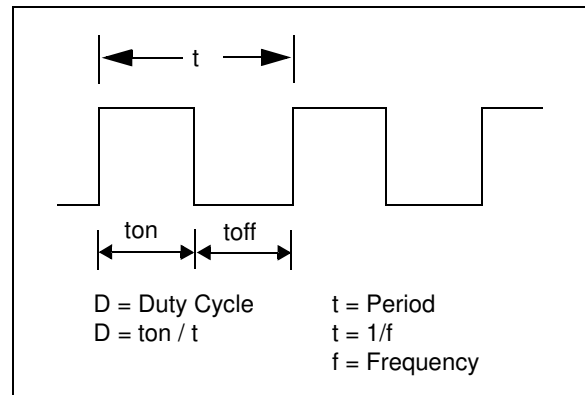 t
ton toff
D = Duty Cycle
D = ton / t
t = Period
t = 1/f
f = Frequency